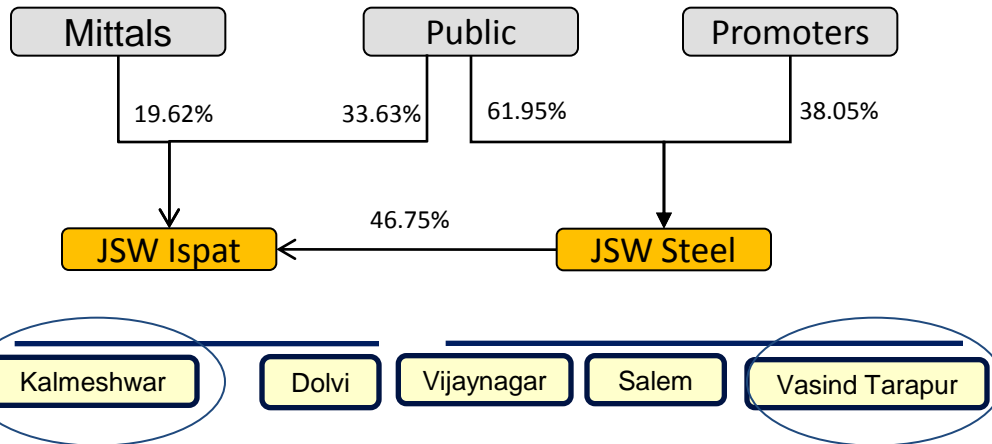 Mittals
Public
Promoters
19.62%
33.63%
61.95%
38.05%
46.75%
JSW Ispat
JSW Steel
Kalmeshwar
Dolvi
Vijaynagar
Salem
Vasind Tarapur